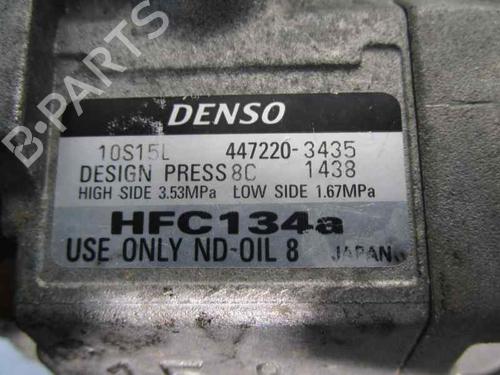 B-PARTS
DENSO
10S15L 447220-3435
DESIGN PRESS 8C 1438
HIGH SIDE 3.53MPa LOW SIDE 1.67MPa
HFC134a
USE ONLY ND-OIL 8 JAPAN